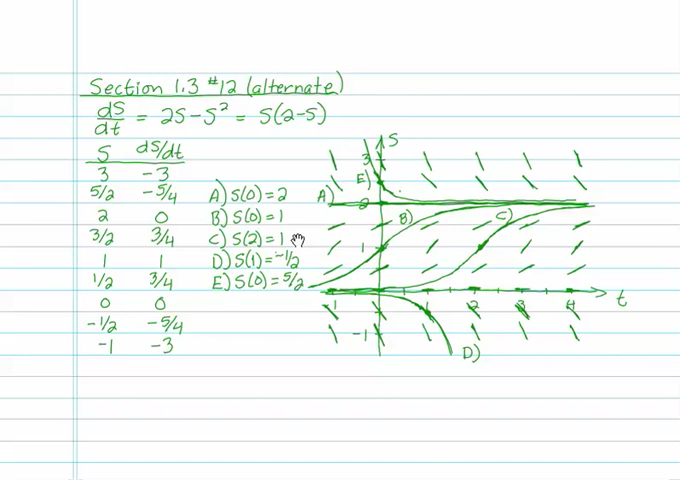 Section 1.3 #12 (alternate)
dS/dt = 2S-S² = S(2-S)
S dS/dt
3 -3
5/2 -5/4
2 0
3/2 3/4
1 1
1/2 3/4
0 0
-1/2 -5/4
-1 -3
A) S(0)=2
B) S(0)=1
C) S(2)=1
D) S(1)=-1/2
E) S(0)=5/2
S
3
E)
A)
2
B)
C)
1
-1 1 2 3 4 t
-1
D)